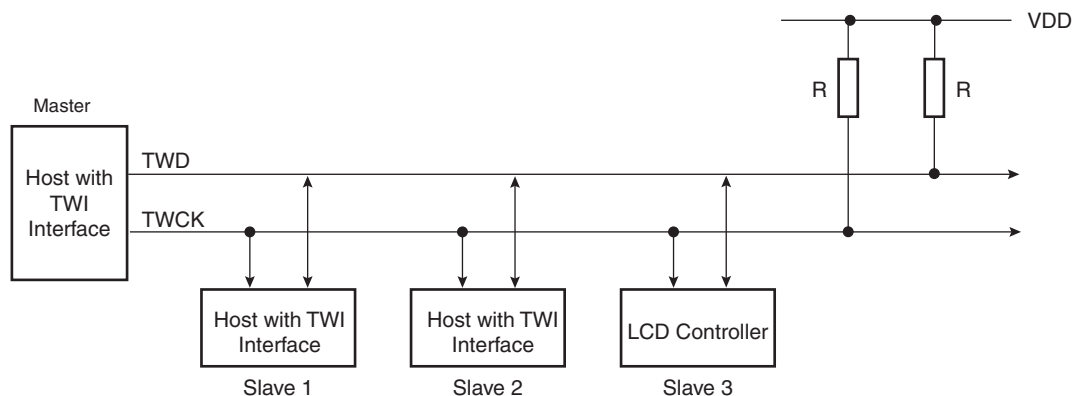 VDD
R
R
Master
Host with
TWI
Interface
TWD
TWCK
Host with TWI
Interface
Host with TWI
Interface
LCD Controller
Slave 1
Slave 2
Slave 3